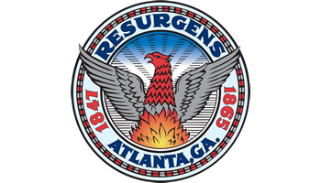 RESURGENS
1847
1865
ATLANTA, GA.